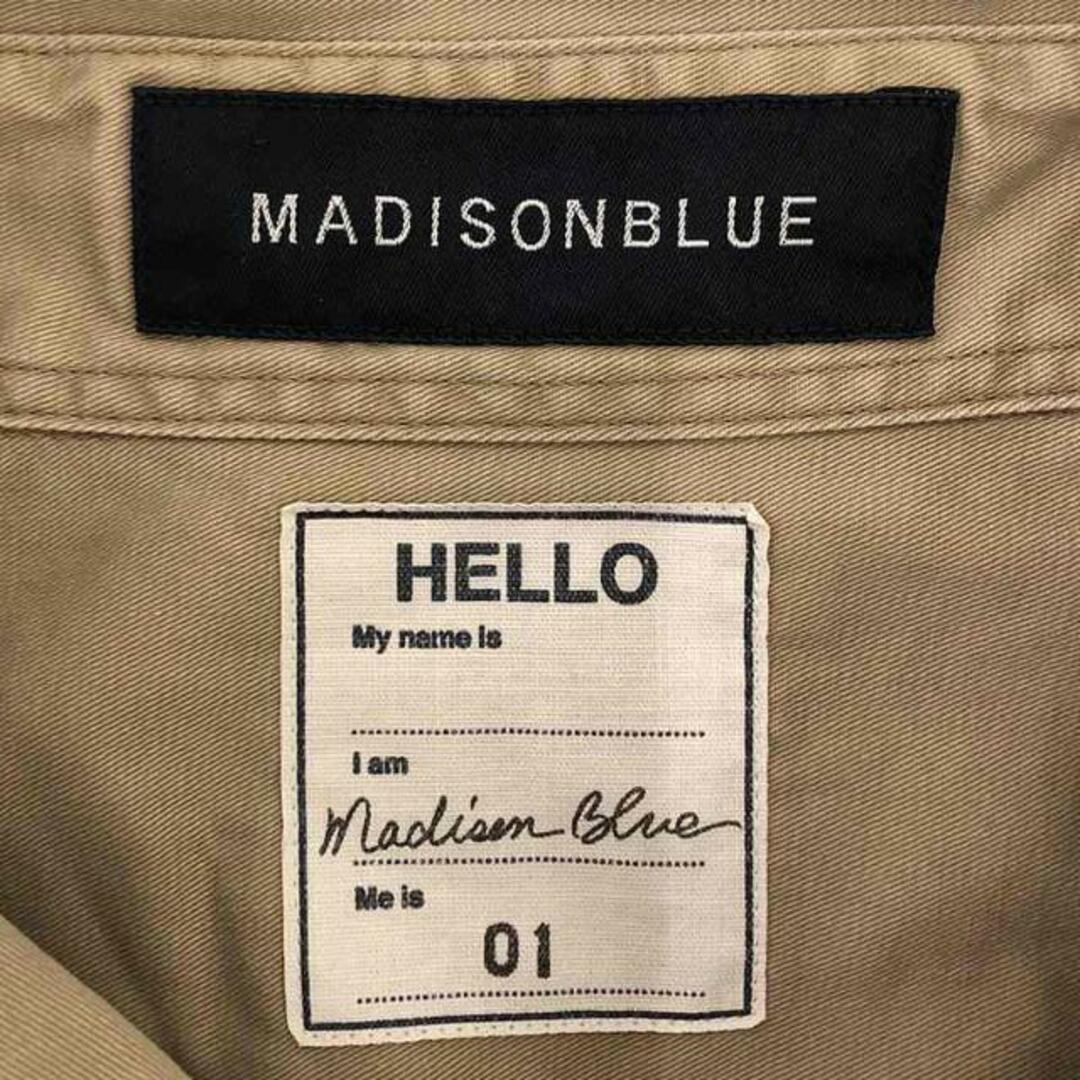 MADISONBLUE
HELLO
My name is
I am
Madison Blue
Me is
01